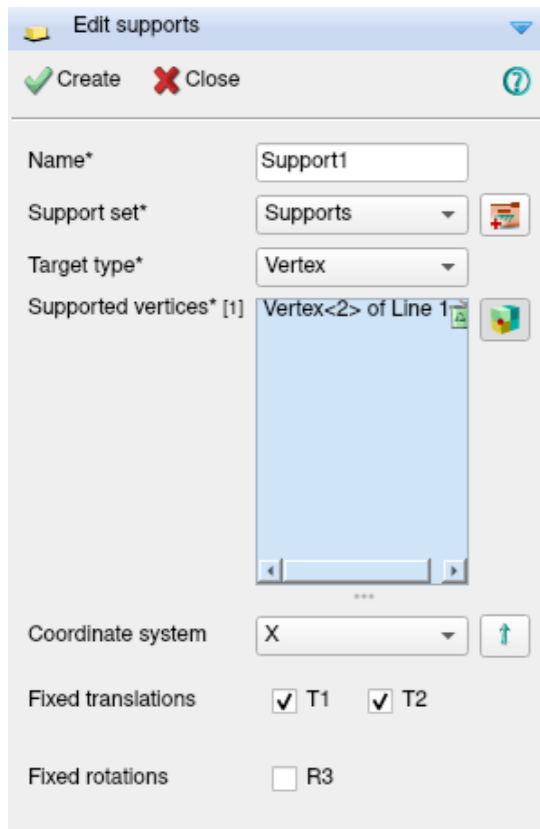 Edit supports
Create Close
Name* Support1
Support set* Supports
Target type* Vertex
Supported vertices* [1] Vertex<2> of Line 1
Coordinate system X
Fixed translations T1 T2
Fixed rotations R3